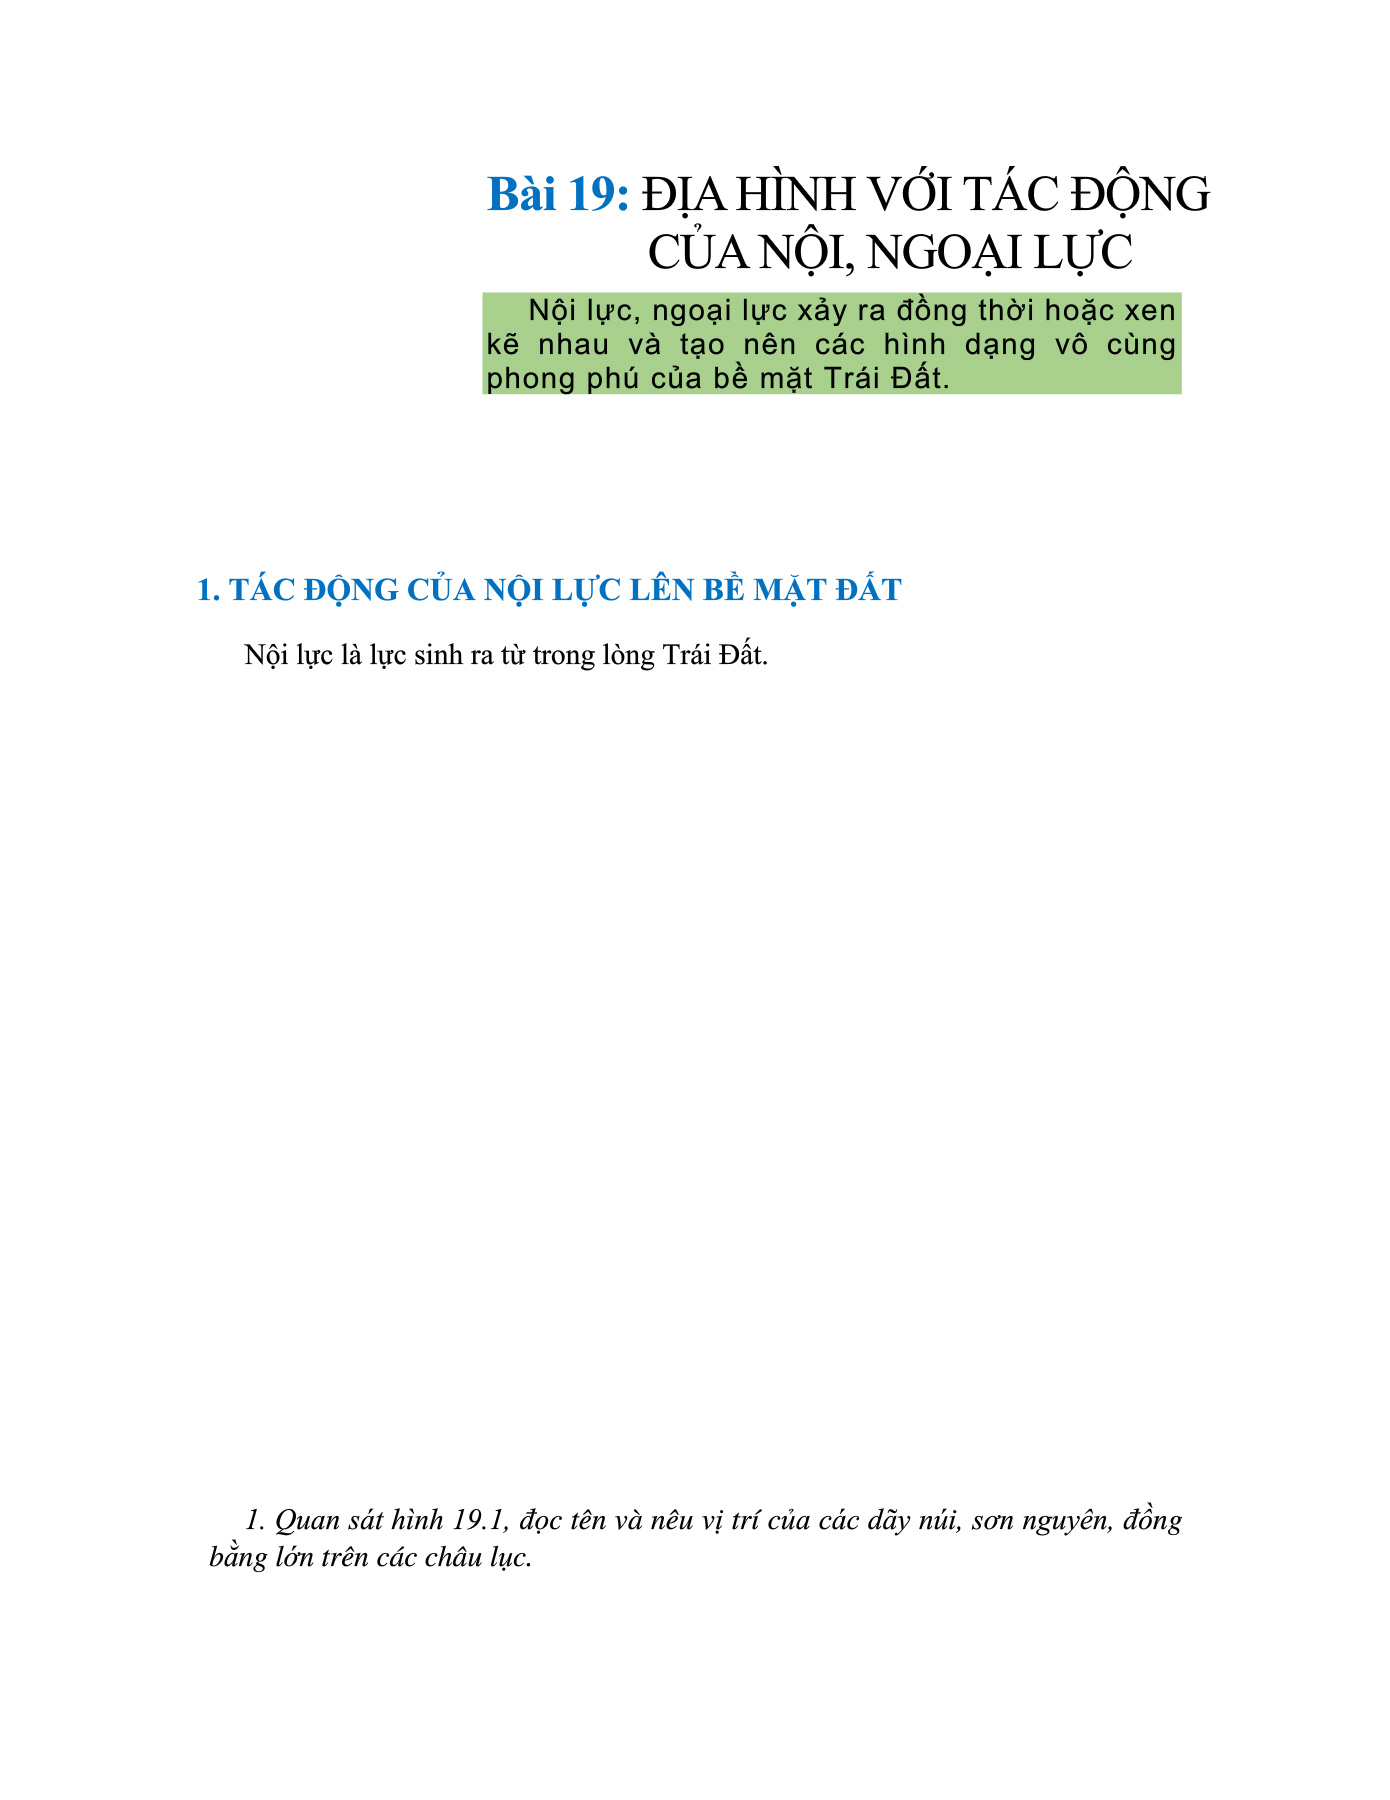 Bài 19: ĐỊA HÌNH VỚI TÁC ĐỘNG
CỦA NỘI, NGOẠI LỰC
Nội lực, ngoại lực xảy ra đồng thời hoặc xen
kẽ nhau và tạo nên các hình dạng vô cùng
phong phú của bề mặt Trái Đất.
1. TÁC ĐỘNG CỦA NỘI LỰC LÊN BỀ MẶT ĐẤT
Nội lực là lực sinh ra từ trong lòng Trái Đất.
1. Quan sát hình 19.1, đọc tên và nêu vị trí của các dãy núi, sơn nguyên, đồng
bằng lớn trên các châu lục.